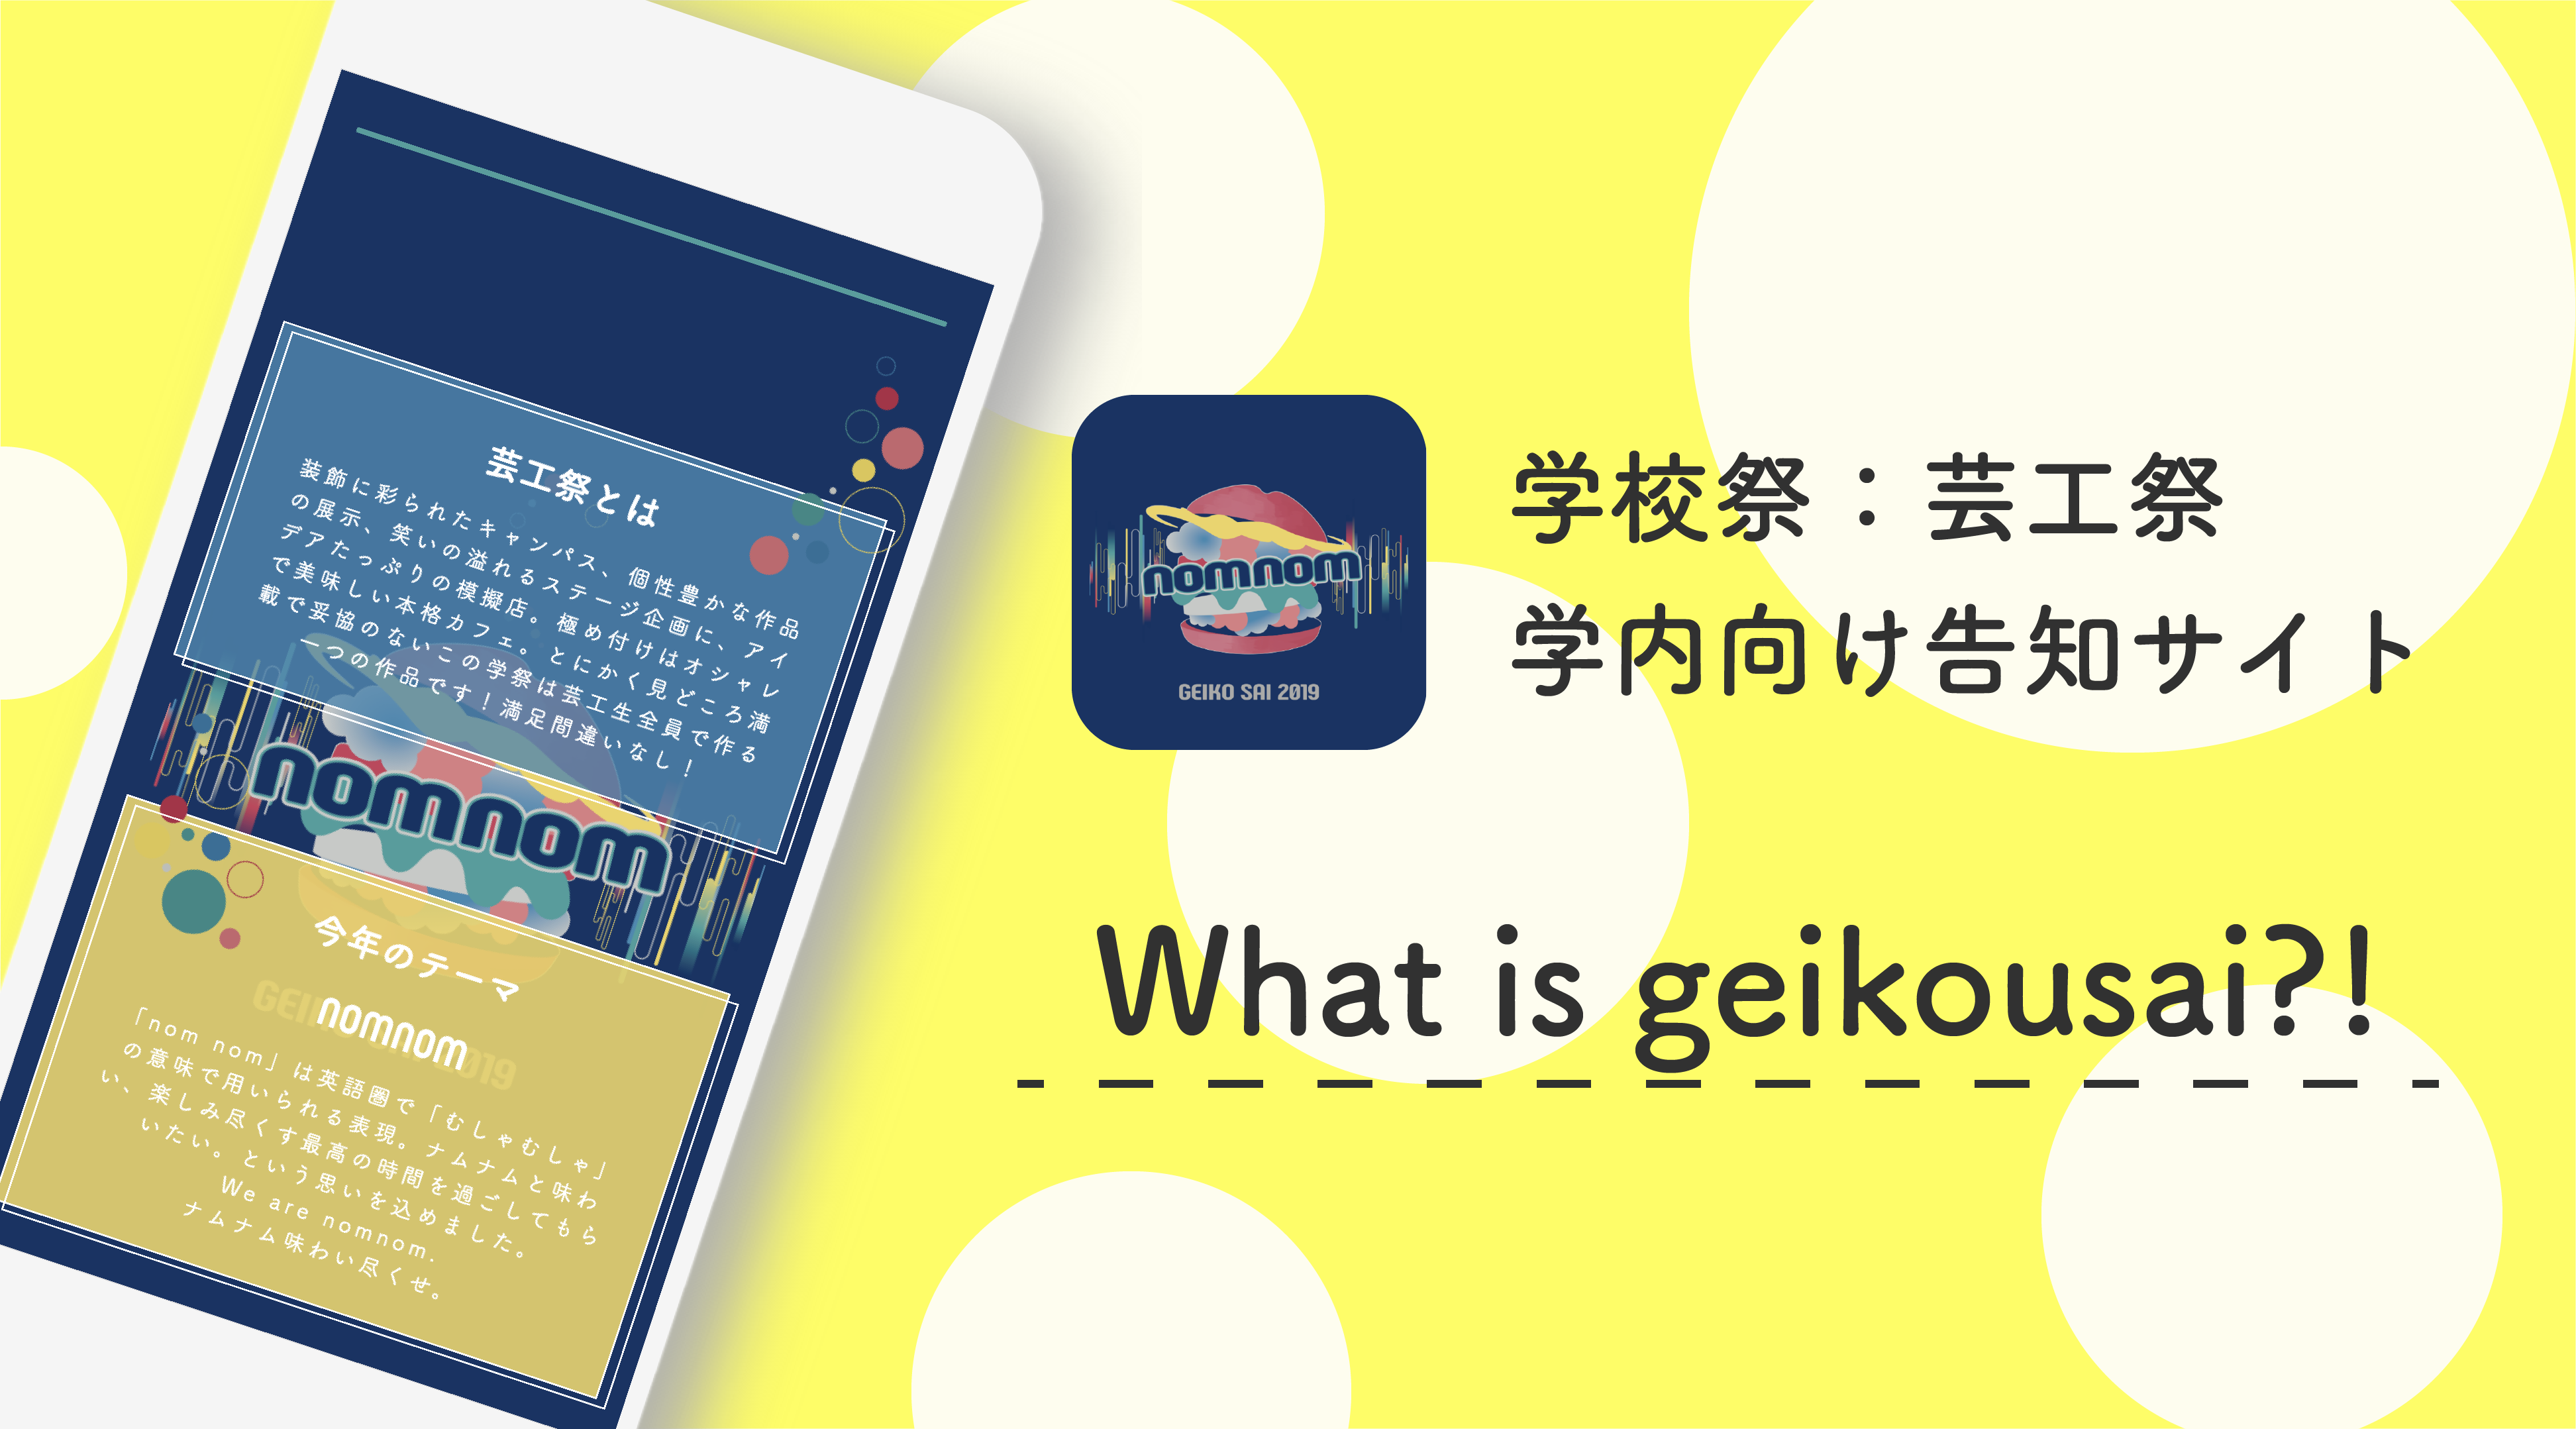 芸工祭とは
装飾に彩られたキャンパス、個性豊かな作品
の展示、笑いの溢れるステージ企画に、アイ
デアたっぷりの模擬店。極め付けはオシャレ
で美味しい本格カフェ。とにかく見どころ満
載で妥協のないこの学祭は芸工生全員で作る
一つの作品です！満足間違いなし！
nomnom
今年のテーマ
nomnom
「nom nom」は英語圏で「むしゃむしゃ」
の意味で用いられる表現。ナムナムと味わ
い、楽しみ尽くす最高の時間を過ごしてもら
いたい。という思いを込めました。
We are nomnom.
ナムナム味わい尽くせ。
nomnom
GEIKO SAI 2019
学校祭：芸工祭
学内向け告知サイト
What is geikousai?!